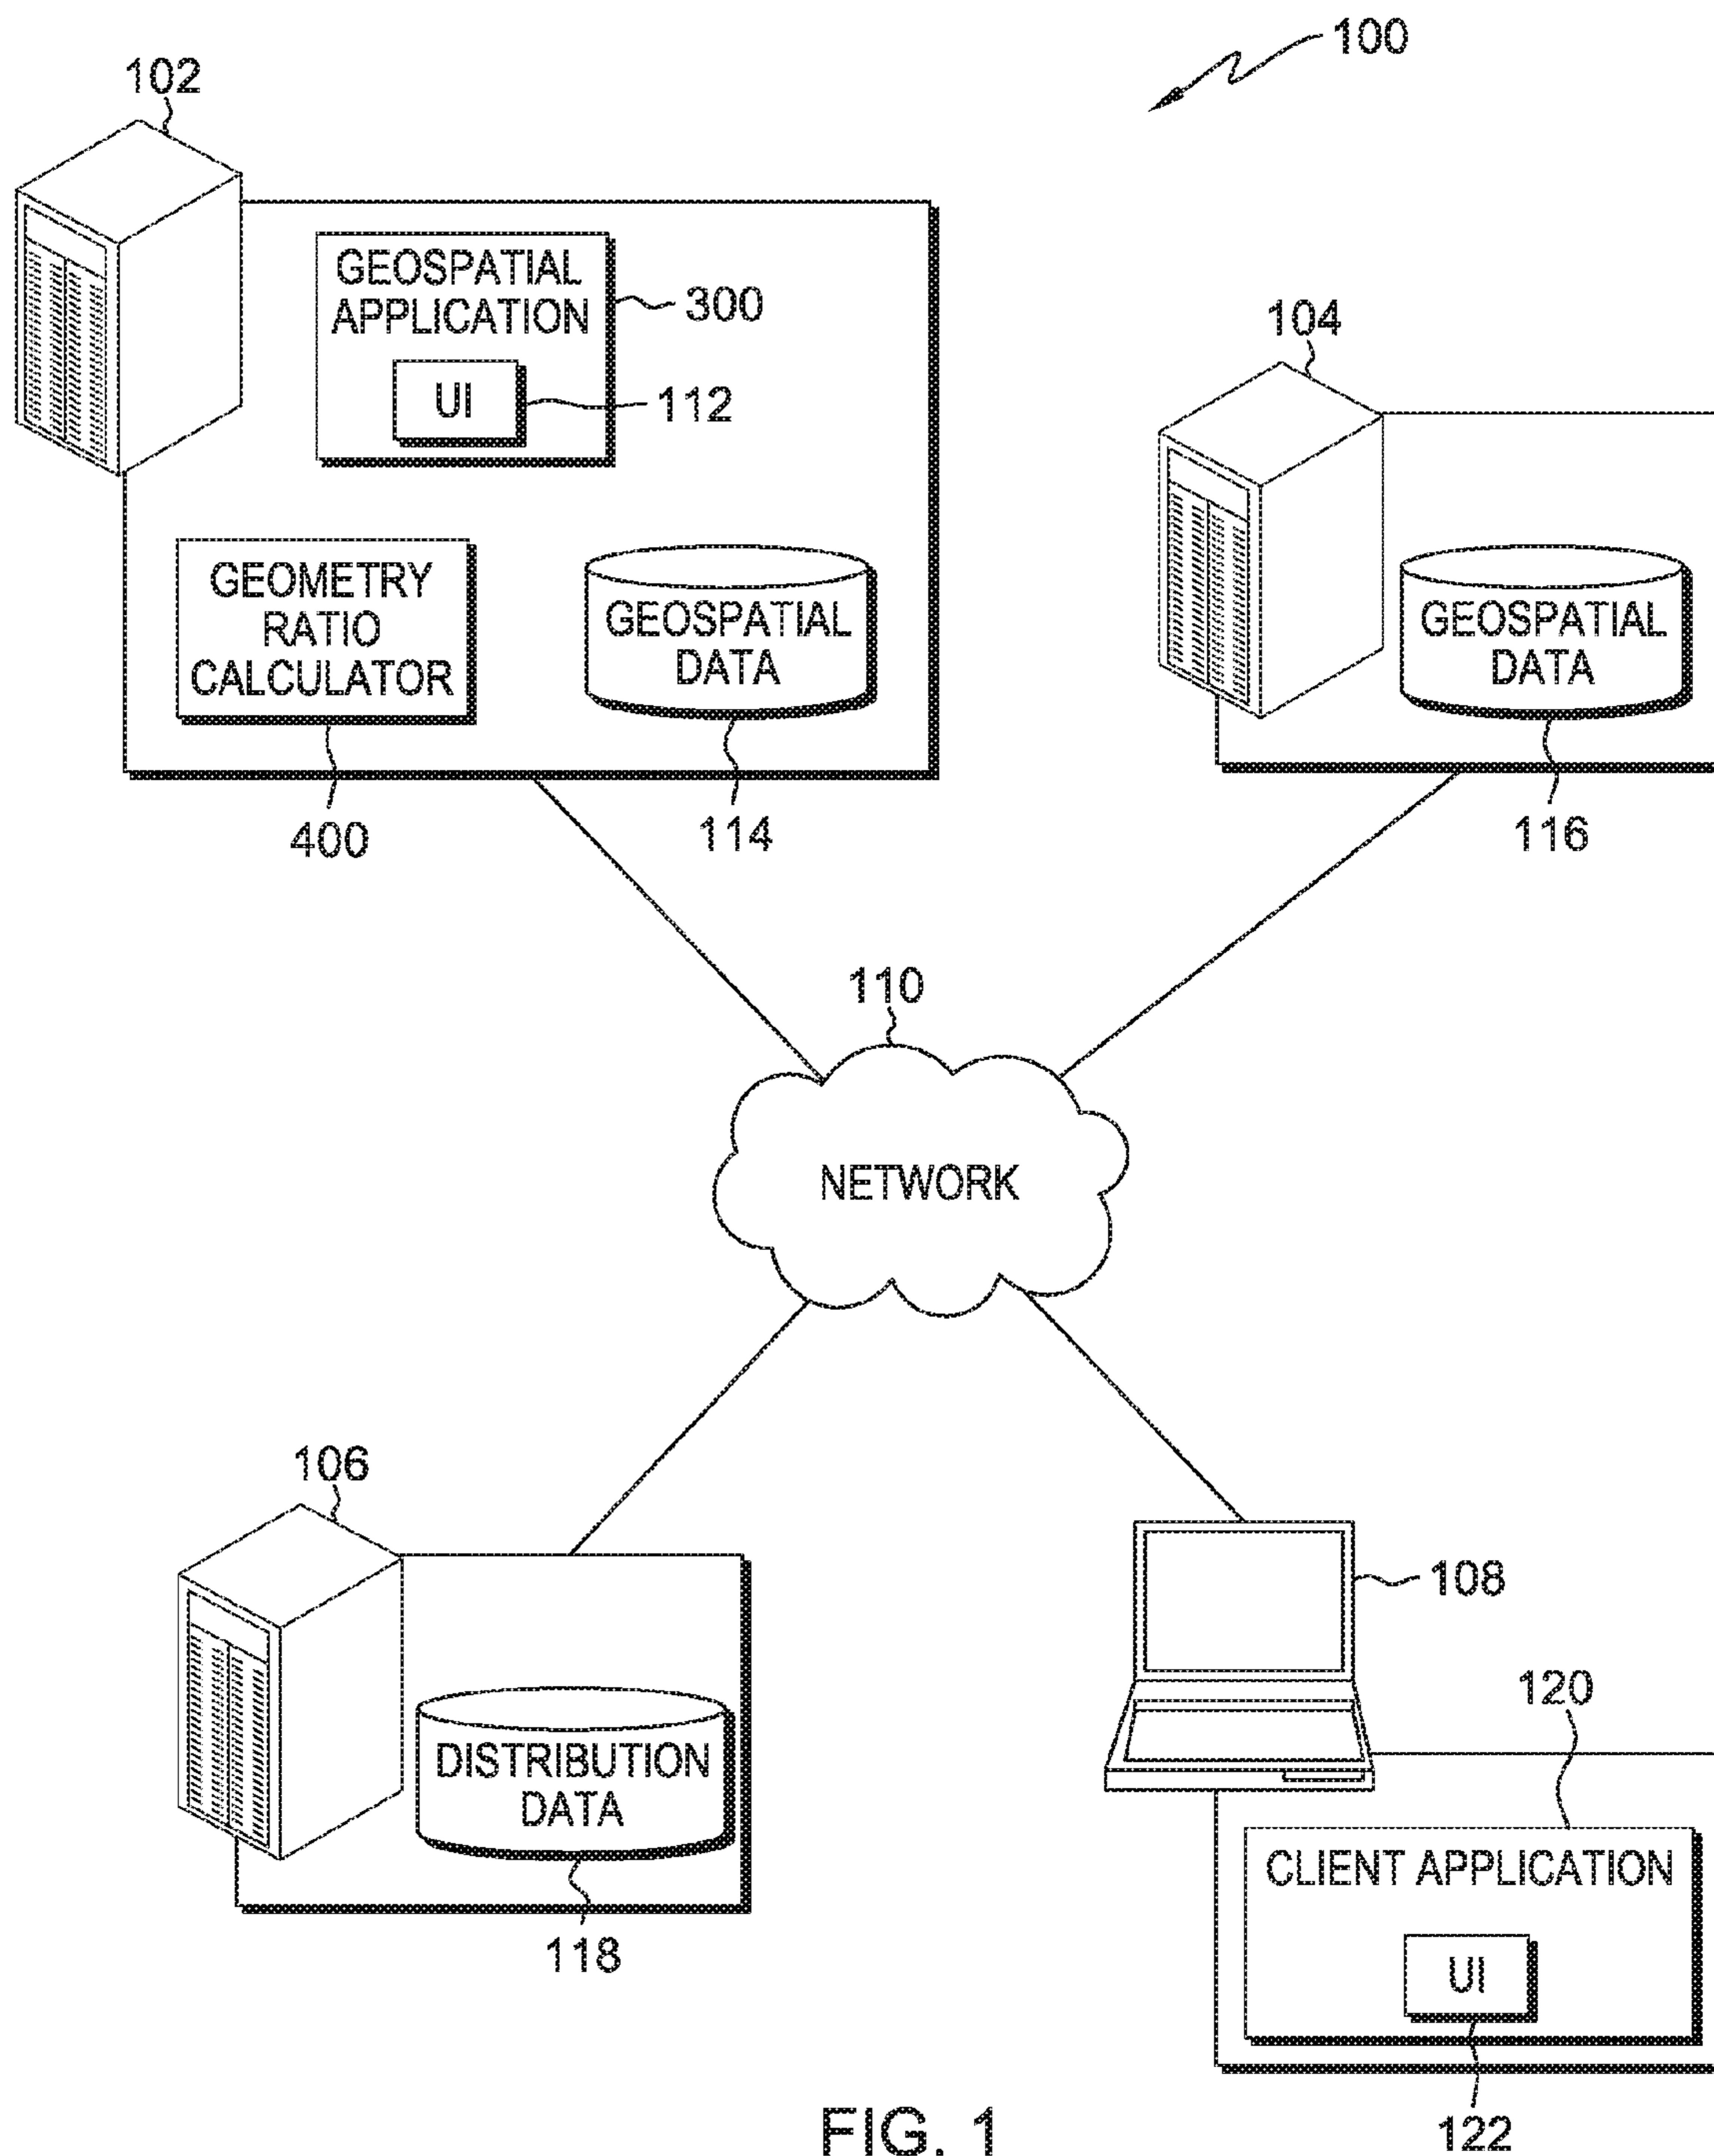 100
102
GEOSPATIAL
APPLICATION
300
UI
112
104
GEOMETRY
RATIO
CALCULATOR
GEOSPATIAL
DATA
GEOSPATIAL
DATA
400
114
116
110
NETWORK
106
108
120
DISTRIBUTION
DATA
CLIENT APPLICATION
118
UI
122
FIG. 1